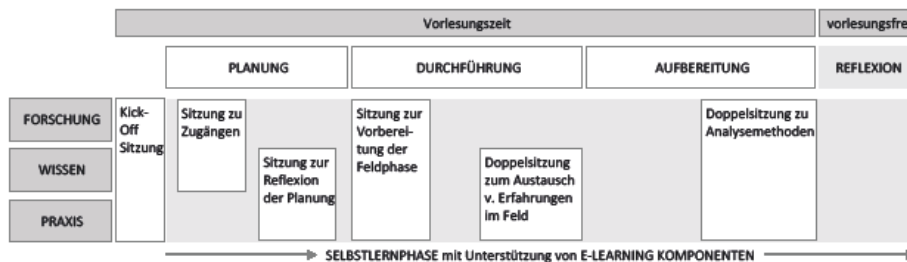 Vorlesungszeit
vorlesungsfre
PLANUNG
DURCHFÜHRUNG
AUFBEREITUNG
REFLEXION
FORSCHUNG
WISSEN
PRAXIS
Kick-
Off
Sitzung
Sitzung zu
Zugängen
Sitzung zur
Reflexion
der Planung
Sitzung zur
Vorberei-
tung der
Feldphase
Doppelsitzung
zum Austausch
v. Erfahrungen
im Feld
Doppelsitzung zu
Analysemethoden
SELBSTLERNPHASE mit Unterstützung von E-LEARNING KOMPONENTEN